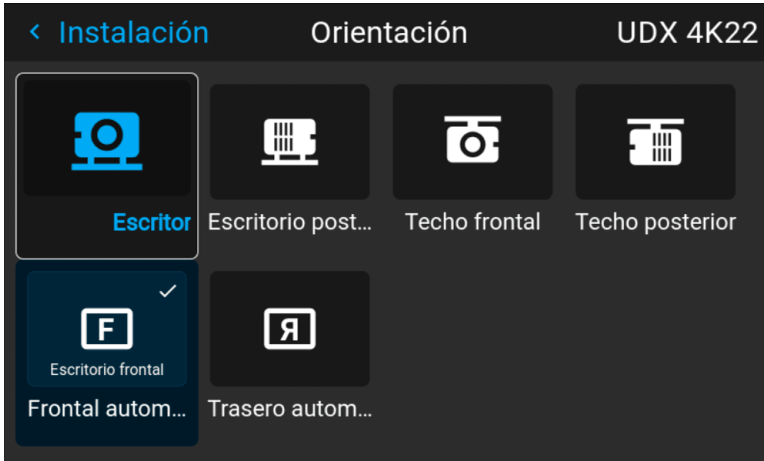 ‹ Instalación Orientación UDX 4K22
Escritor Escritorio post... Techo frontal Techo posterior
F
Escritorio frontal
Frontal autom... Trasero autom...